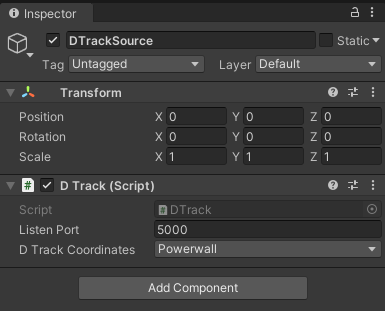 Inspector
DTrackSource Static
Tag Untagged Layer Default
Transform
Position X 0 Y 0 Z 0
Rotation X 0 Y 0 Z 0
Scale X 1 Y 1 Z 1
# D Track (Script)
Script # DTrack
Listen Port 5000
D Track Coordinates Powerwall
Add Component